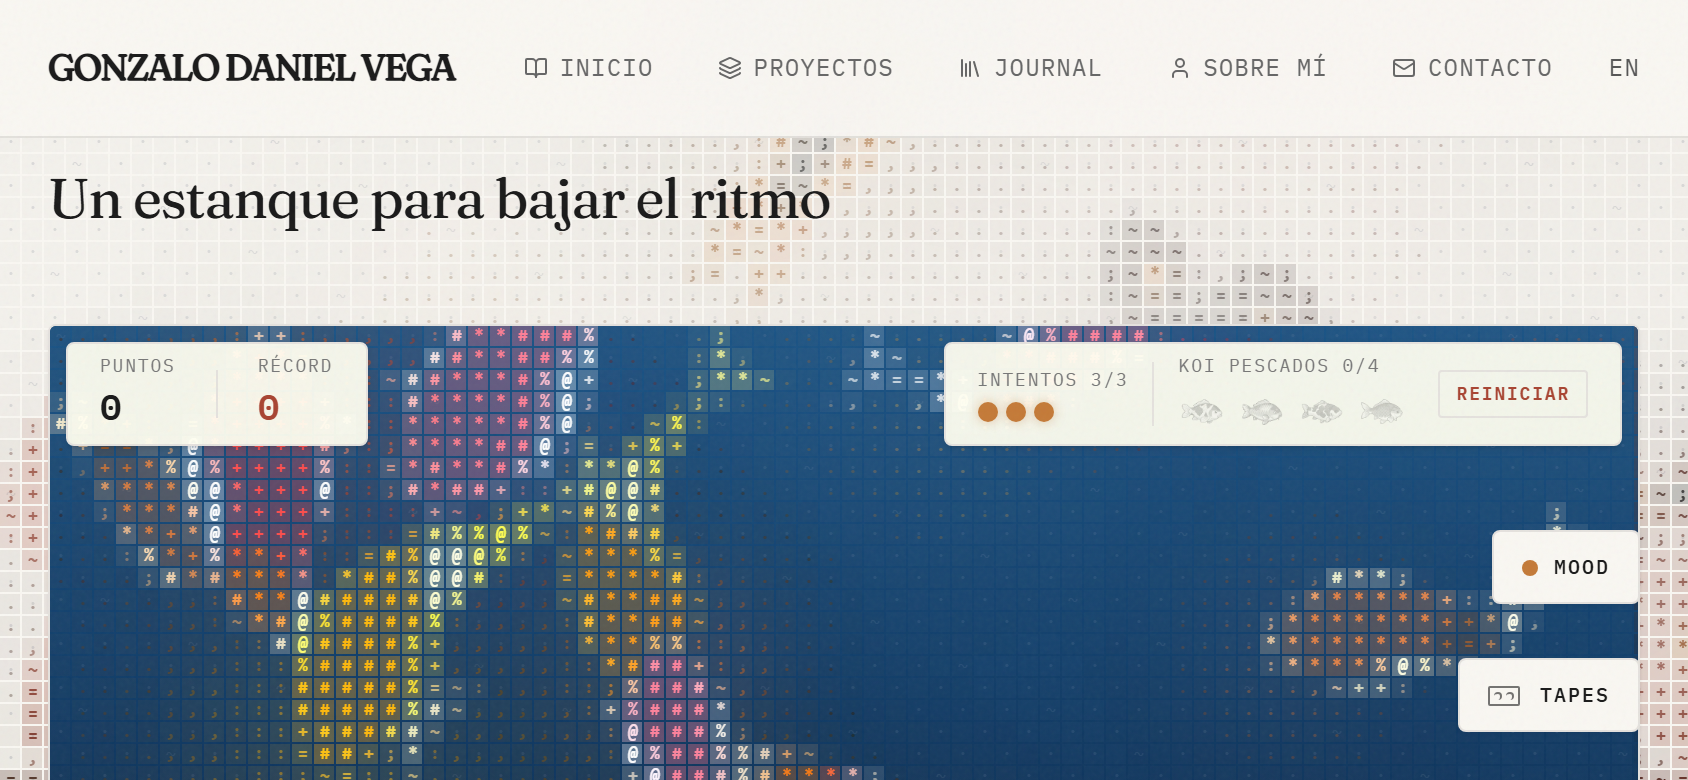 GONZALO DANIEL VEGA
INICIO
PROYECTOS
JOURNAL
SOBRE MÍ
CONTACTO
EN
Un estanque para bajar el ritmo
PUNTOS
0
RÉCORD
0
INTENTOS 3/3
KOI PESCADOS 0/4
REINICIAR
MOOD
TAPES